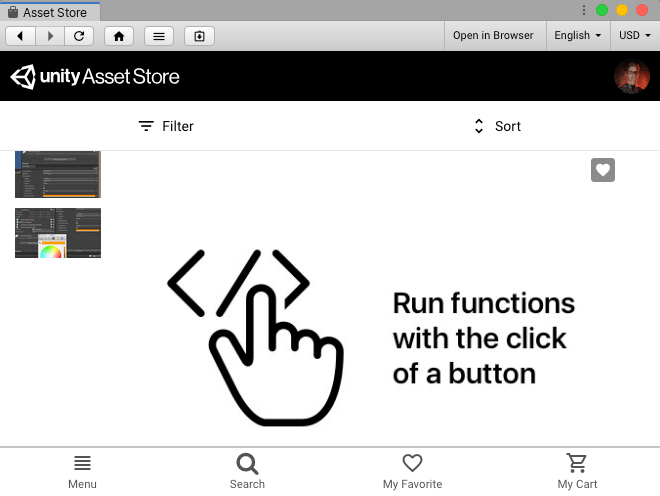 Asset Store
Open in Browser
English
USD
unity Asset Store
Filter
Sort
</>
Run functions
with the click
of a button
Menu
Search
My Favorite
My Cart